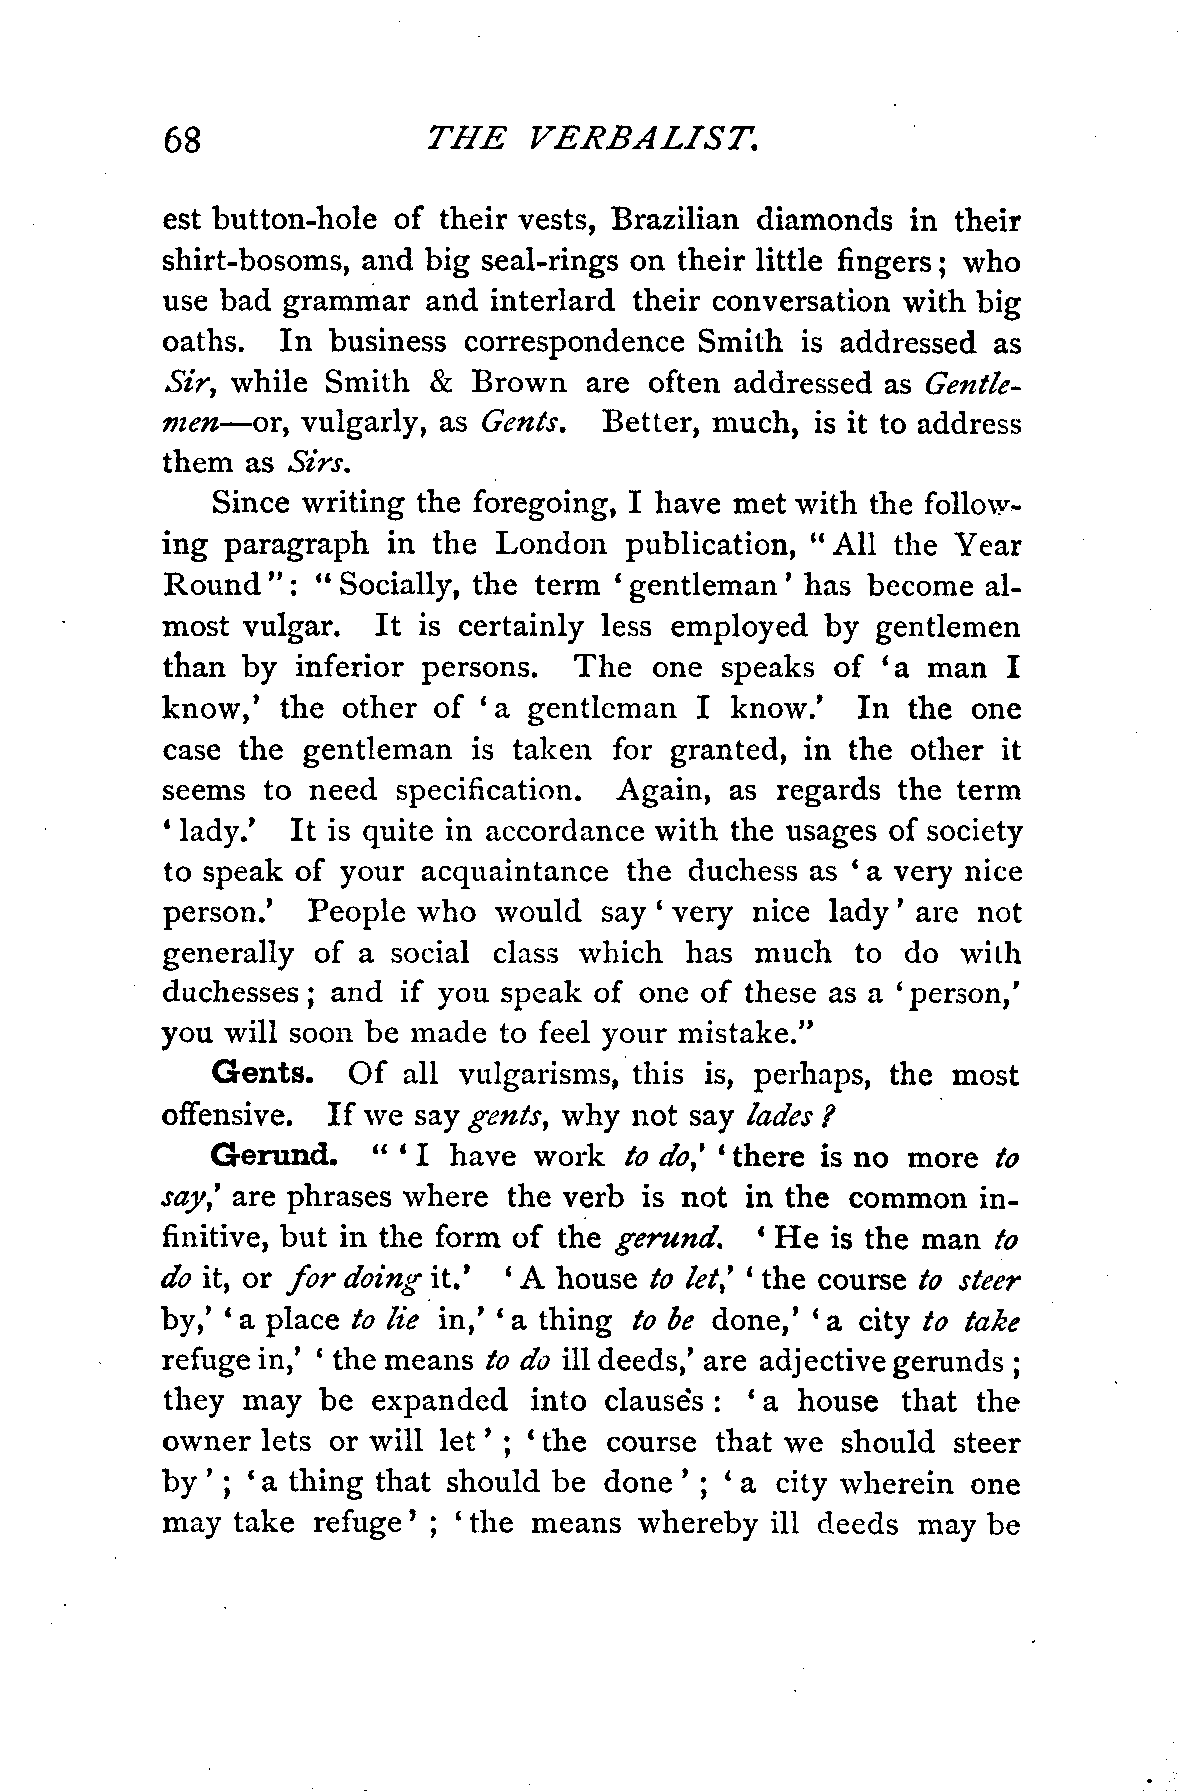 68 THE VERBALIST.
est button-hole of their vests, Brazilian diamonds in their
shirt-bosoms, and big seal-rings on their little fingers; who
use bad grammar and interlard their conversation with big
oaths. In business correspondence Smith is addressed as
Sir, while Smith & Brown are often addressed as Gentle-
men—or, vulgarly, as Gents. Better, much, is it to address
them as Sirs.
Since writing the foregoing, I have met with the follow-
ing paragraph in the London publication, “All the Year
Round”: “Socially, the term ‘gentleman’ has become al-
most vulgar. It is certainly less employed by gentlemen
than by inferior persons. The one speaks of ‘a man I
know,’ the other of ‘a gentleman I know.’ In the one
case the gentleman is taken for granted, in the other it
seems to need specification. Again, as regards the term
‘lady.’ It is quite in accordance with the usages of society
to speak of your acquaintance the duchess as ‘a very nice
person.’ People who would say ‘very nice lady’ are not
generally of a social class which has much to do with
duchesses; and if you speak of one of these as a ‘person,’
you will soon be made to feel your mistake.”
Gents. Of all vulgarisms, this is, perhaps, the most
offensive. If we say gents, why not say lades?
Gerund. “‘I have work to do,’ ‘there is no more to
say,’ are phrases where the verb is not in the common in-
finitive, but in the form of the gerund. ‘He is the man to
do it, or for doing it.’ ‘A house to let,’ ‘the course to steer
by,’ ‘a place to lie in,’ ‘a thing to be done,’ ‘a city to take
refuge in,’ ‘the means to do ill deeds,’ are adjective gerunds;
they may be expanded into clauses: ‘a house that the
owner lets or will let’; ‘the course that we should steer
by’; ‘a thing that should be done’; ‘a city wherein one
may take refuge’; ‘the means whereby ill deeds may be